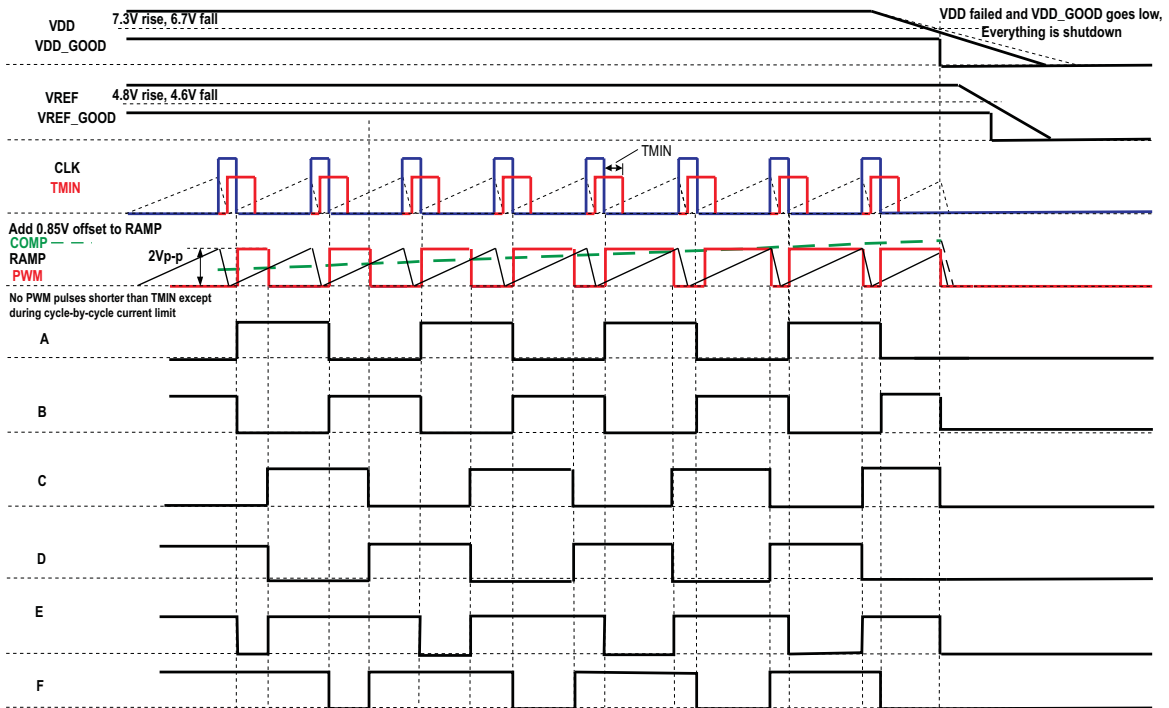 7.3V rise, 6.7V fall
VDD
VDD_GOOD
VDD failed and VDD_GOOD goes low,
Everything is shutdown
4.8V rise, 4.6V fall
VREF
VREF_GOOD
CLK
TMIN
TMIN
Add 0.85V offset to RAMP
COMP
RAMP
PWM
2Vp-p
No PWM pulses shorter than TMIN except
during cycle-by-cycle current limit
A
B
C
D
E
F